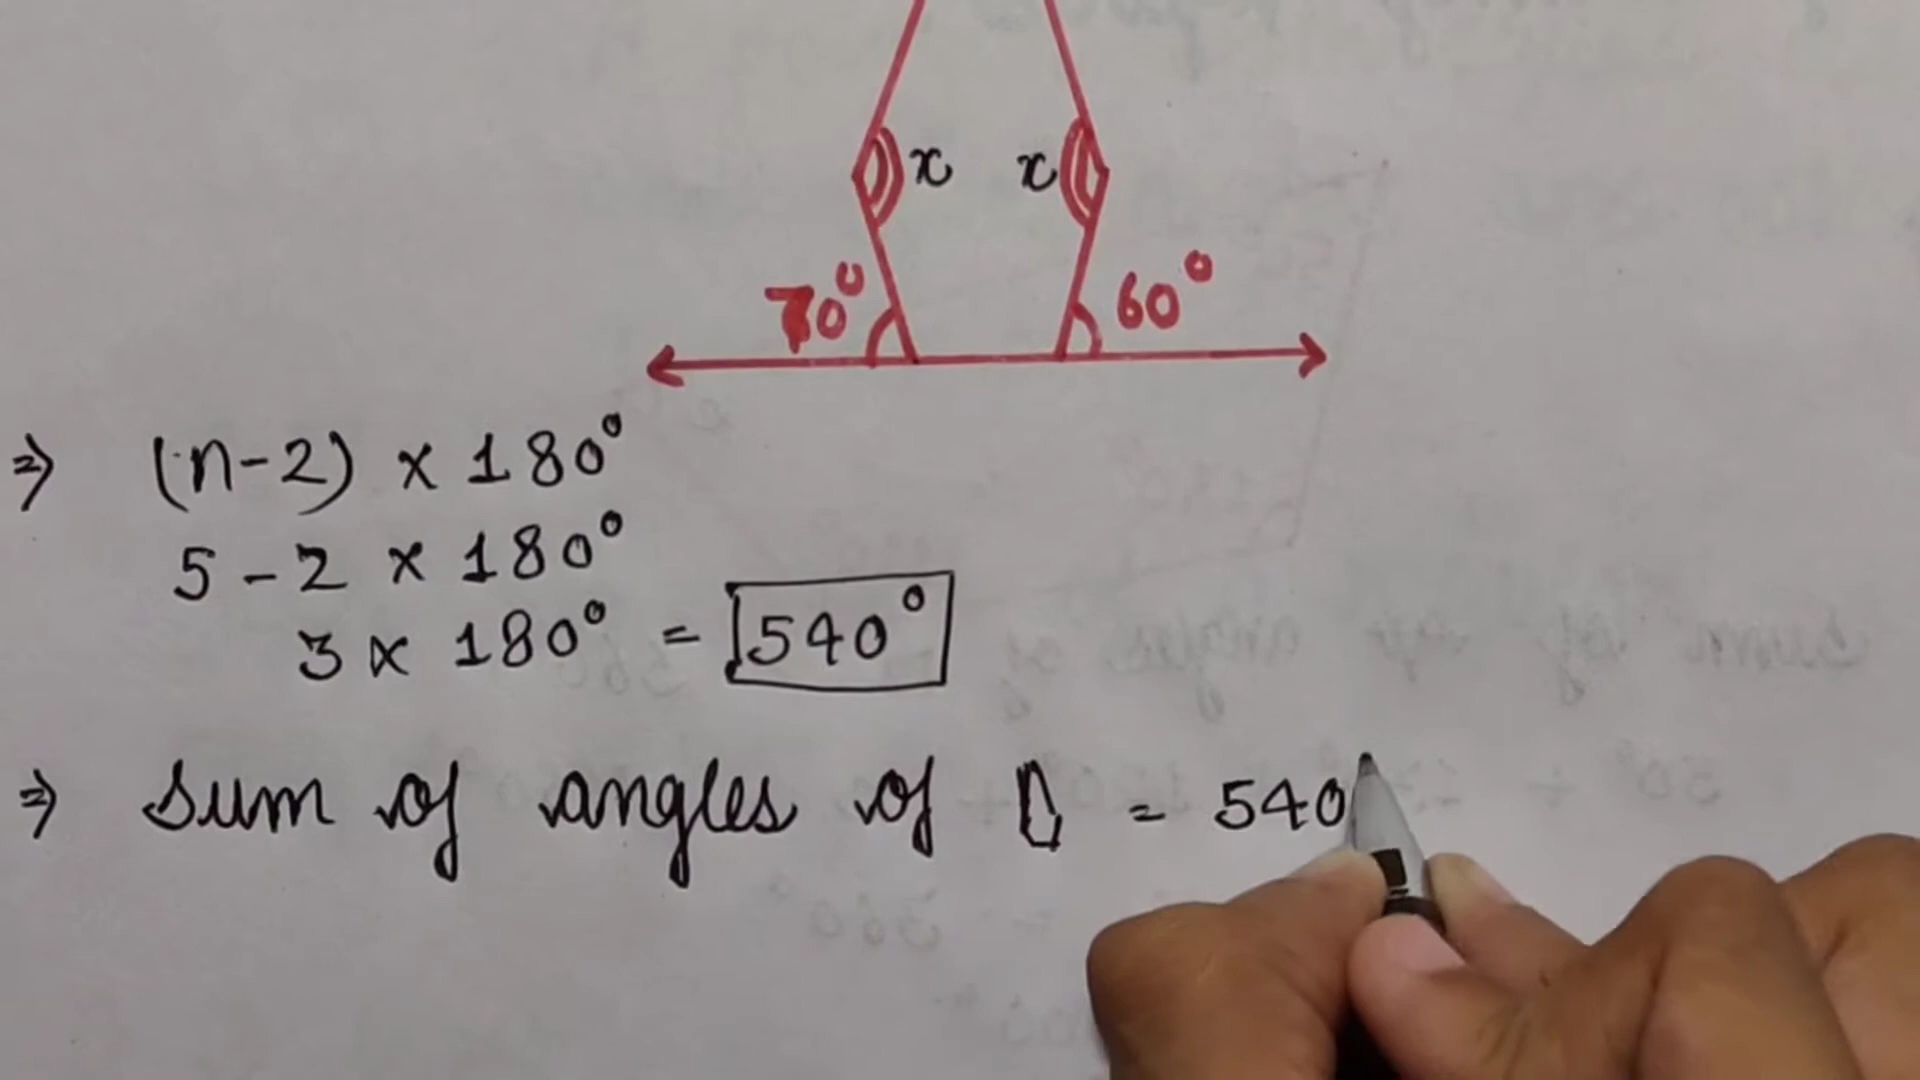 x x
70° 60°
⇒ (n-2) × 180°
5 - 2 × 180°
3 × 180° = 540°
⇒ Sum of angles of ⬠ = 540